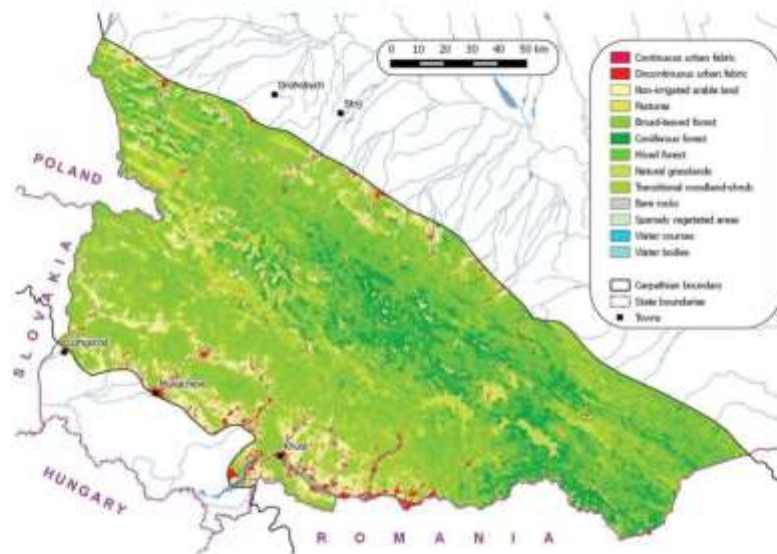 0 10 20 30 40 50 km
Continuous urban fabric
Discontinuous urban fabric
Non-irrigated arable land
Pastures
Broad-leaved forest
Coniferous forest
Mixed forest
Natural grasslands
Transitional woodland-shrub
Bare rocks
Sparsely vegetated areas
Water courses
Water bodies
Carpathian boundary
State boundaries
Towns
Drohobych
Strij
POLAND
SLOVAKIA
Uzhgorod
Mukachevo
Khust
HUNGARY
ROMANIA